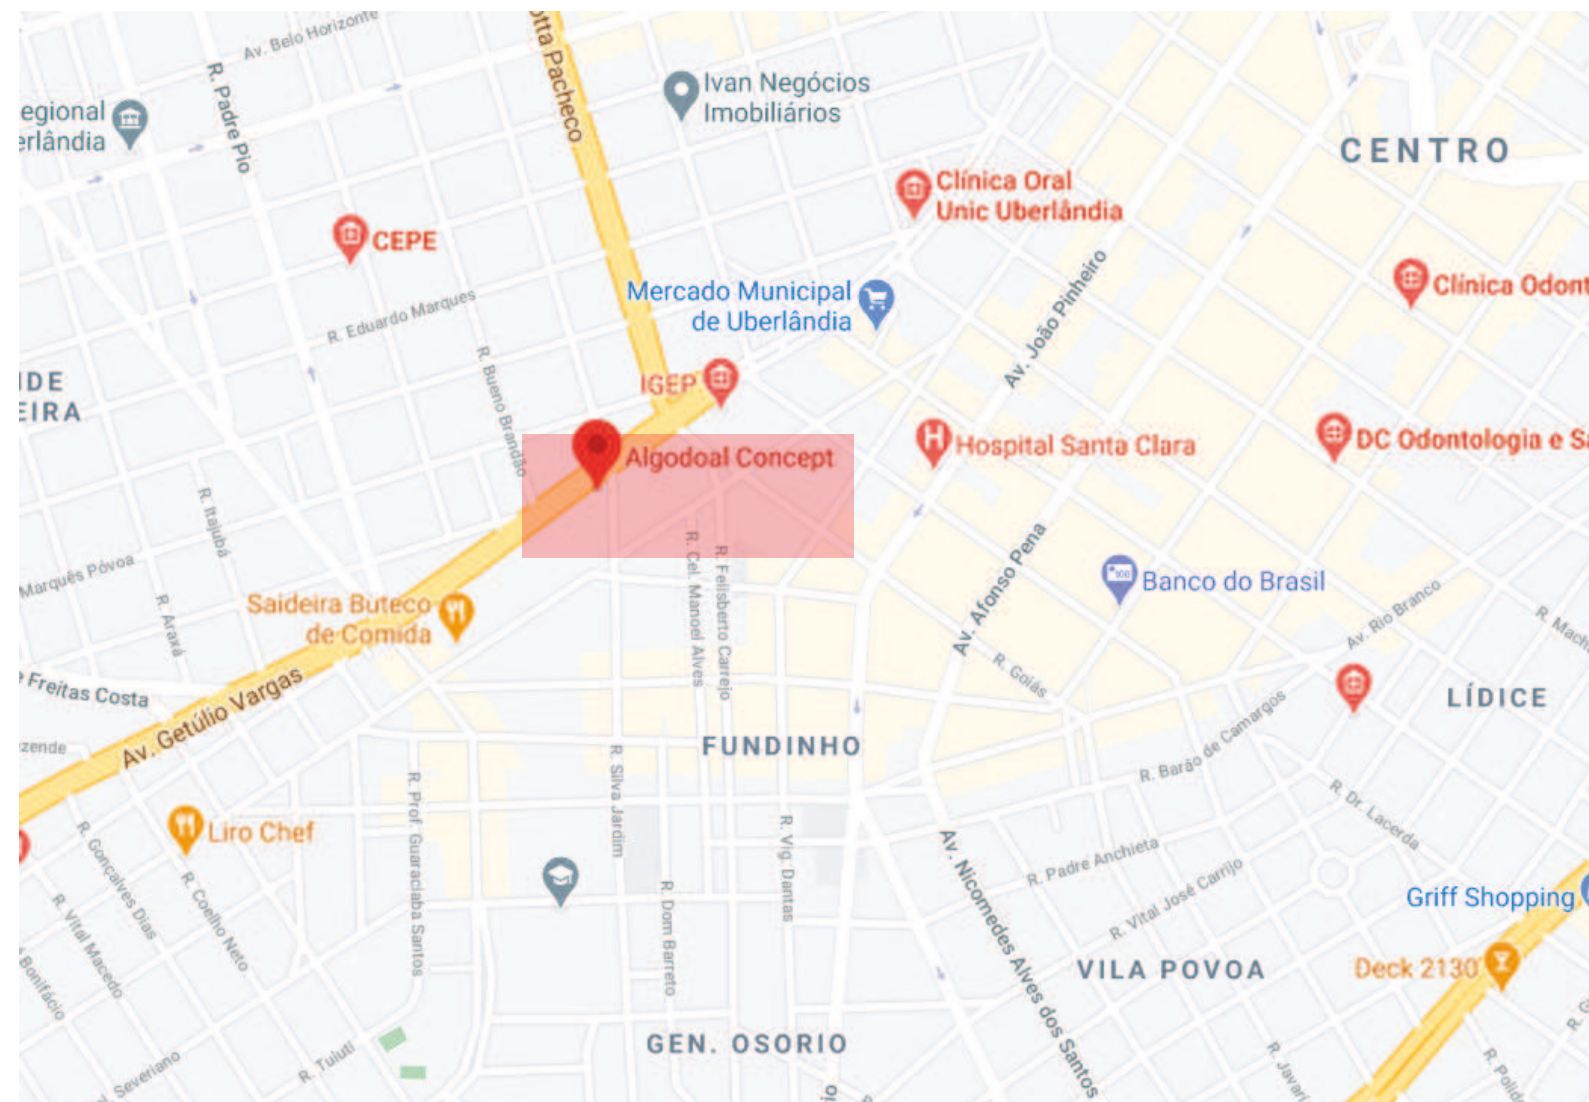 Av. Belo Horizonte
otta Pacheco
Ivan Negócios
Imobiliários
R. Padre Pio
egional
erlândia
CENTRO
Clínica Oral
Unic Uberlândia
CEPE
Av. João Pinheiro
Mercado Municipal
de Uberlândia
Clínica Odont
R. Eduardo Marques
R. Bueno Brandão
IDE
EIRA
IGEP
Algodoal Concept
Hospital Santa Clara
DC Odontologia e Sa
R. Itajubá
R. Cel. Manoel Alves
R. Felisberto Carrejo
Av. Afonso Pena
Marquês Póvoa
Banco do Brasil
R. Araxá
Saideira Buteco
de Comida
Av. Rio Branco
R. Macha
R. Goiás
e Freitas Costa
Av. Getúlio Vargas
LÍDICE
R. Barão de Camargos
zende
FUNDINHO
R. Silva Jardim
R. Prof. Guaraciaba Santos
R. Dr. Lacerda
Liro Chef
R. Gonçalves Dias
R. Coelho Neto
R. Vig. Dantas
R. Padre Anchieta
Av. Nicomedes Alves dos Santos
R. Vital José Carrijo
Griff Shopping
R. Vital Macedo
R. Dom Barreto
Bonifácio
VILA POVOA
Deck 2130
GEN. OSORIO
R. Tuiuti
Severiano
R. Javari
R. Polid
R. G